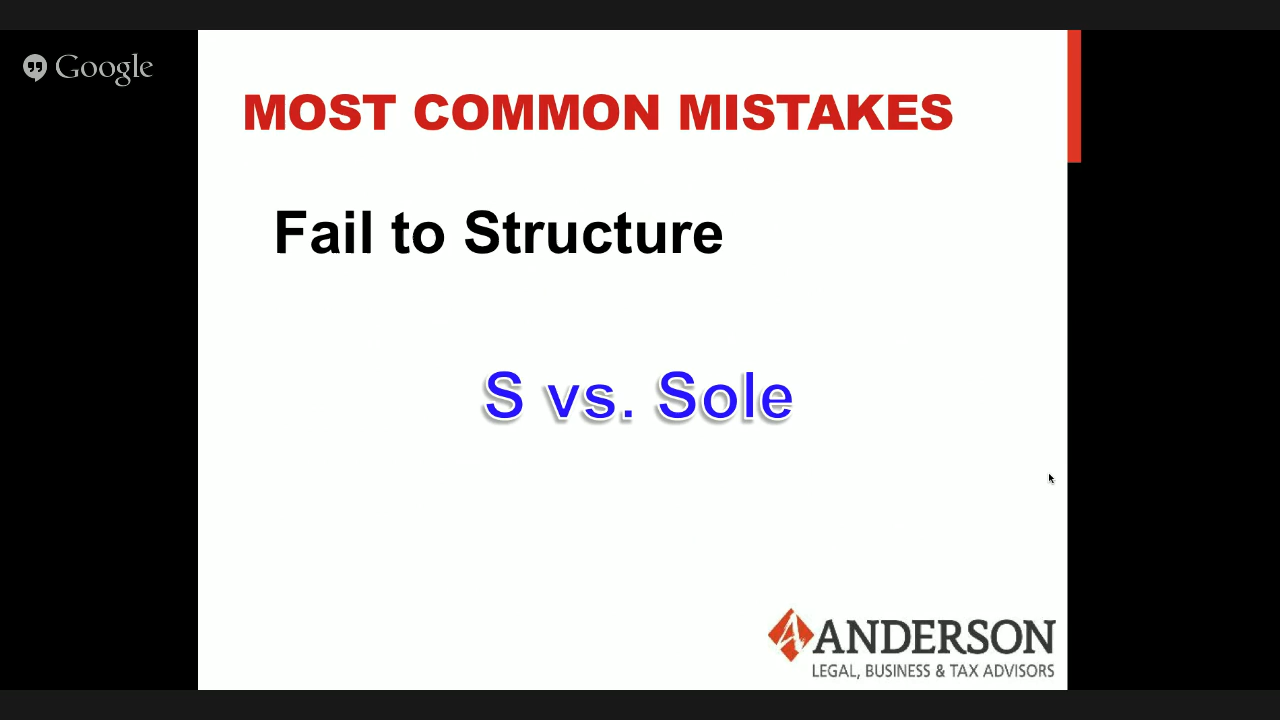 Google
MOST COMMON MISTAKES
Fail to Structure
S vs. Sole
ANDERSON
LEGAL, BUSINESS & TAX ADVISORS